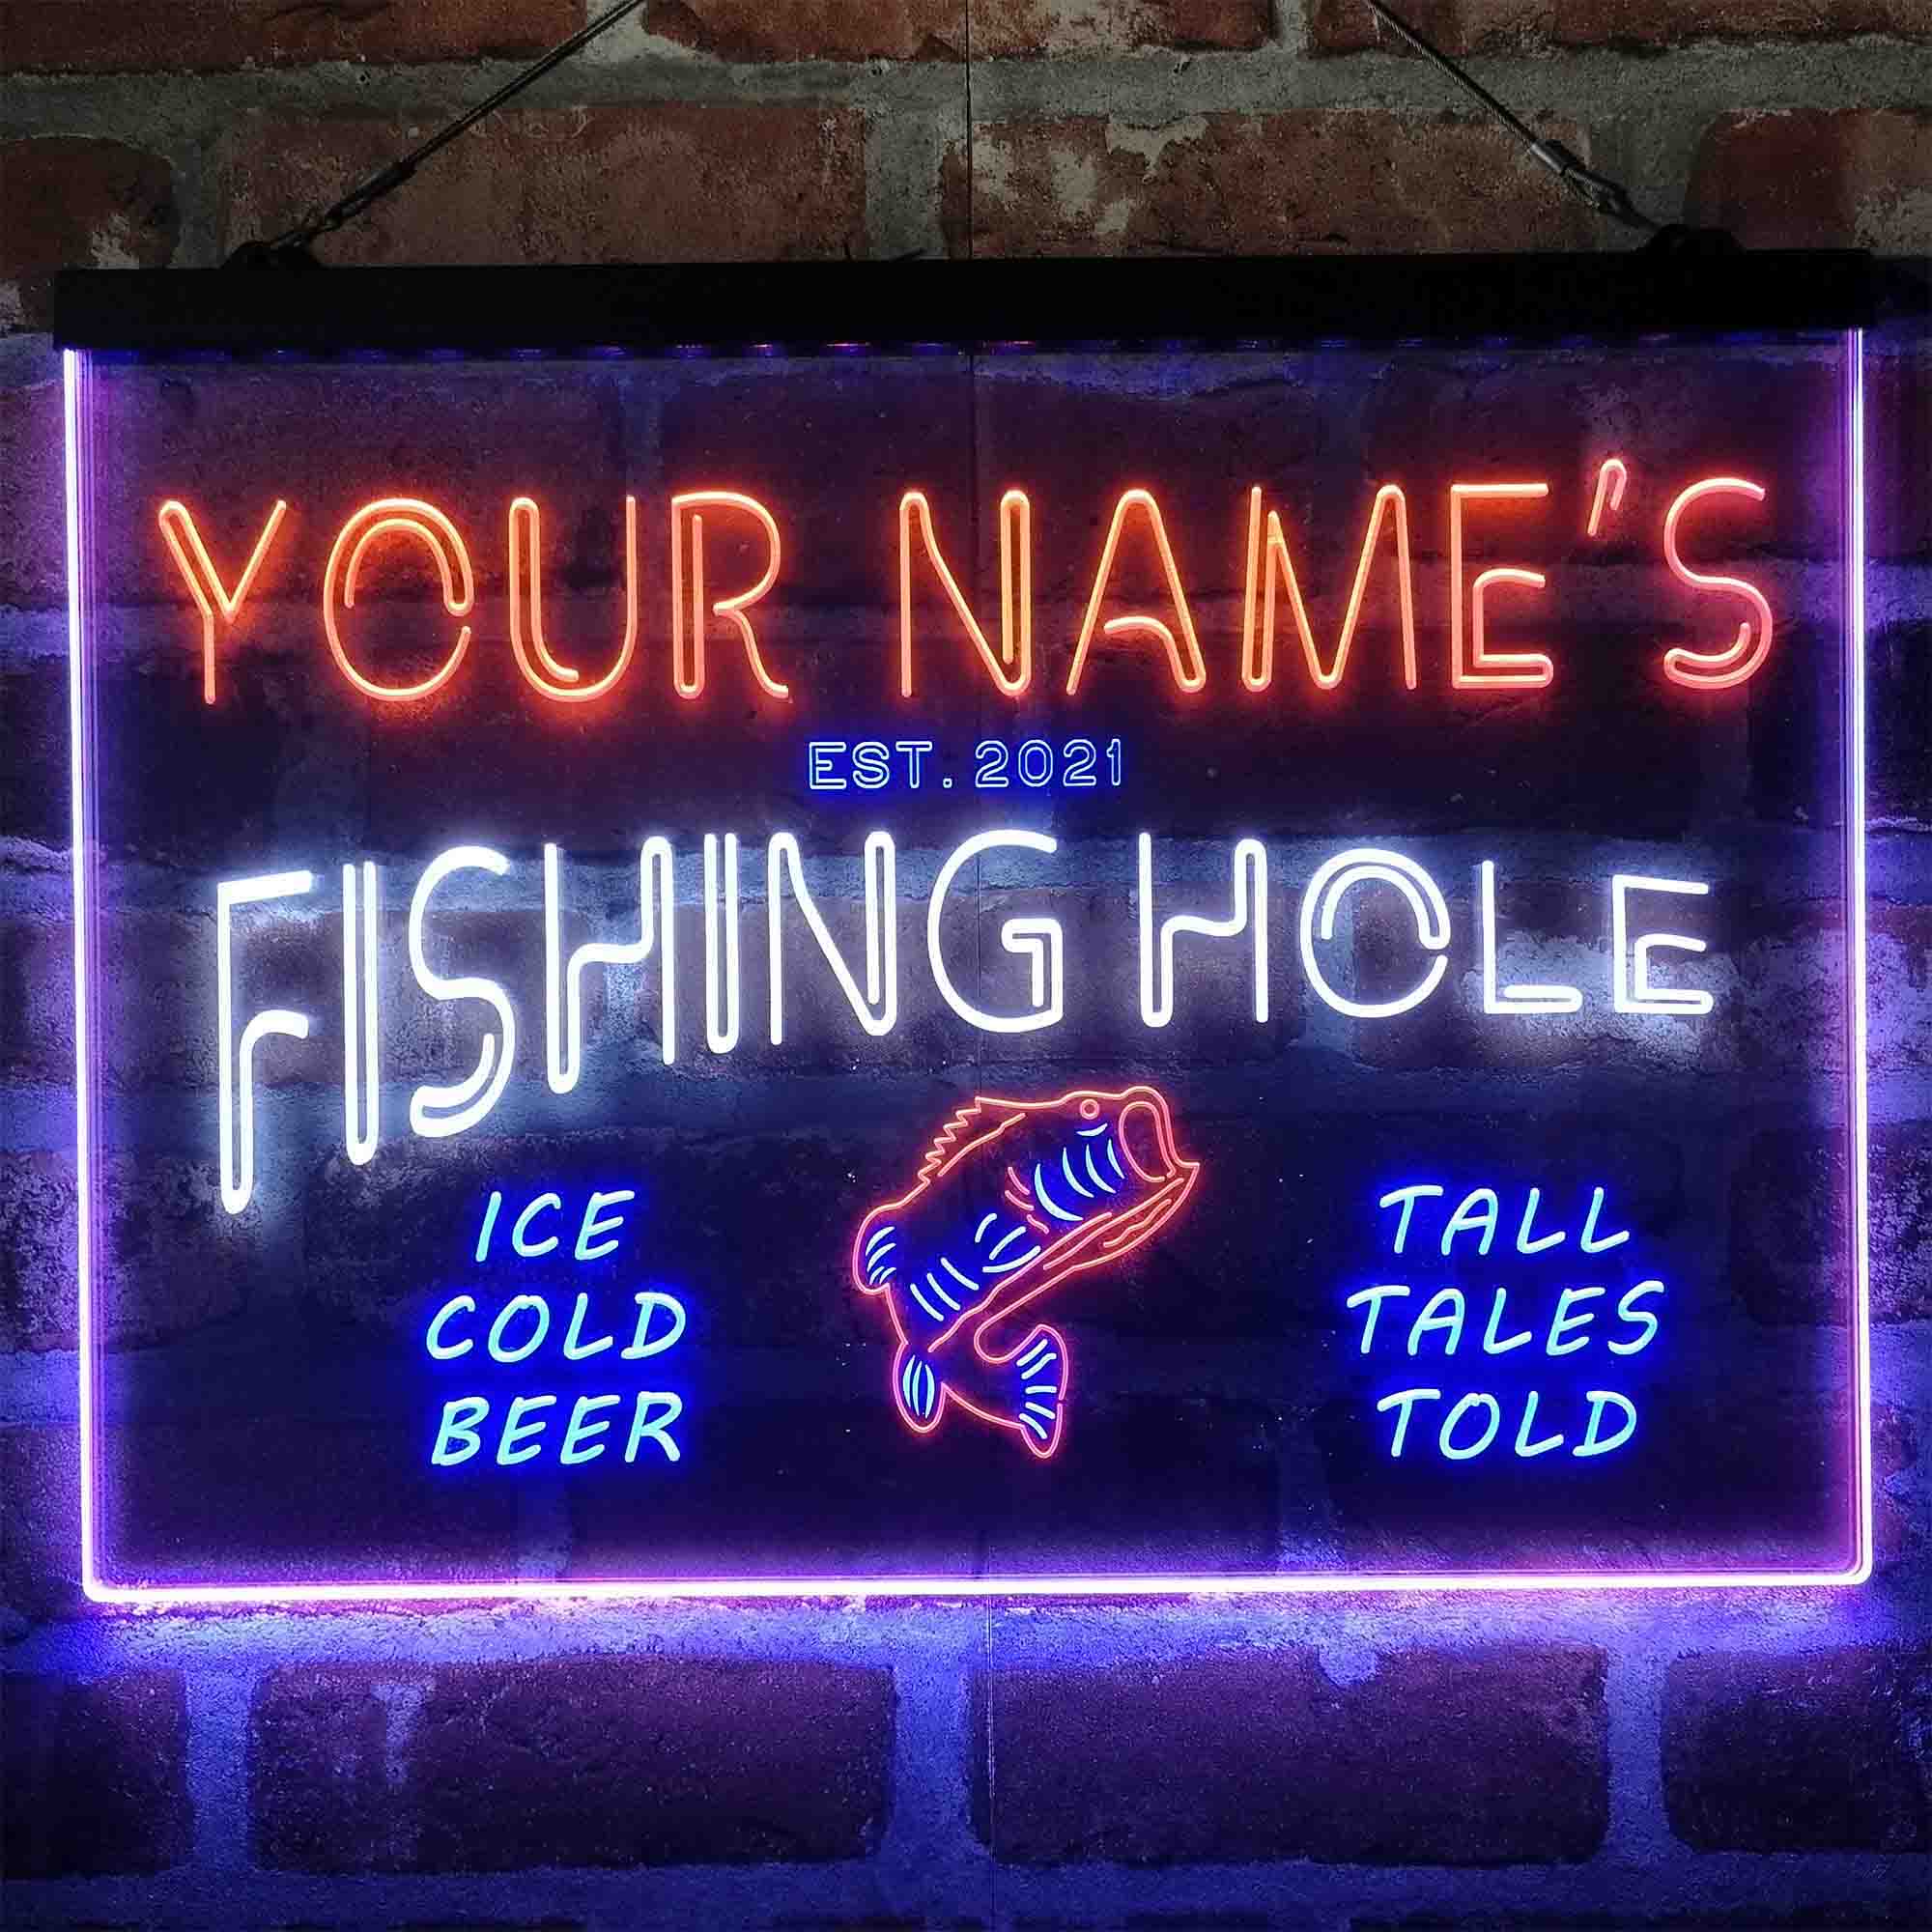 YOUR NAME'S
EST. 2021
FISHING HOLE
ICE
COLD
BEER
TALL
TALES
TOLD